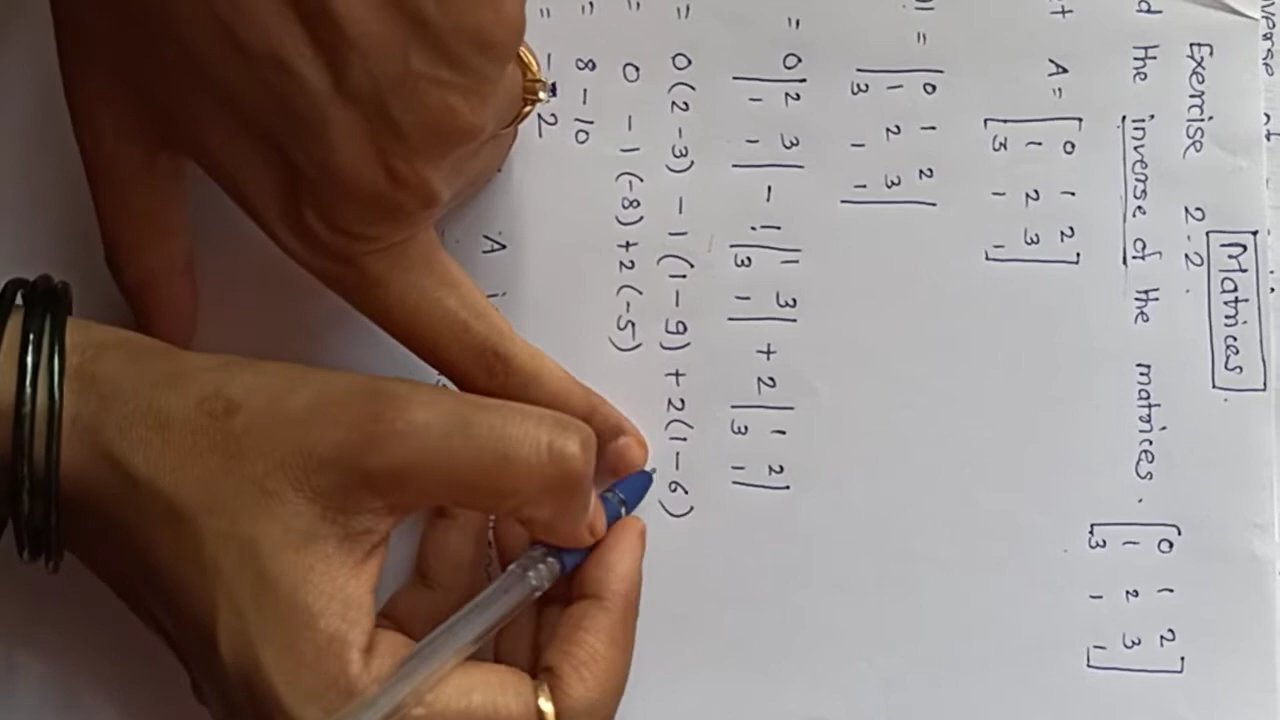 Matrices.
Exercise 2.2.
the inverse of the matrices. [0 1 2
1 2 3
3 1 1]
A = [0 1 2
1 2 3
3 1 1]
= |0 1 2
1 2 3
3 1 1|
= 0 |2 3
1 1| - 1 |1 3
3 1| + 2 |1 2
3 1|
= 0(2-3) - 1(1-9) + 2(1-6)
= 0 - 1(-8) + 2(-5)
= 8 - 10
= -2
A